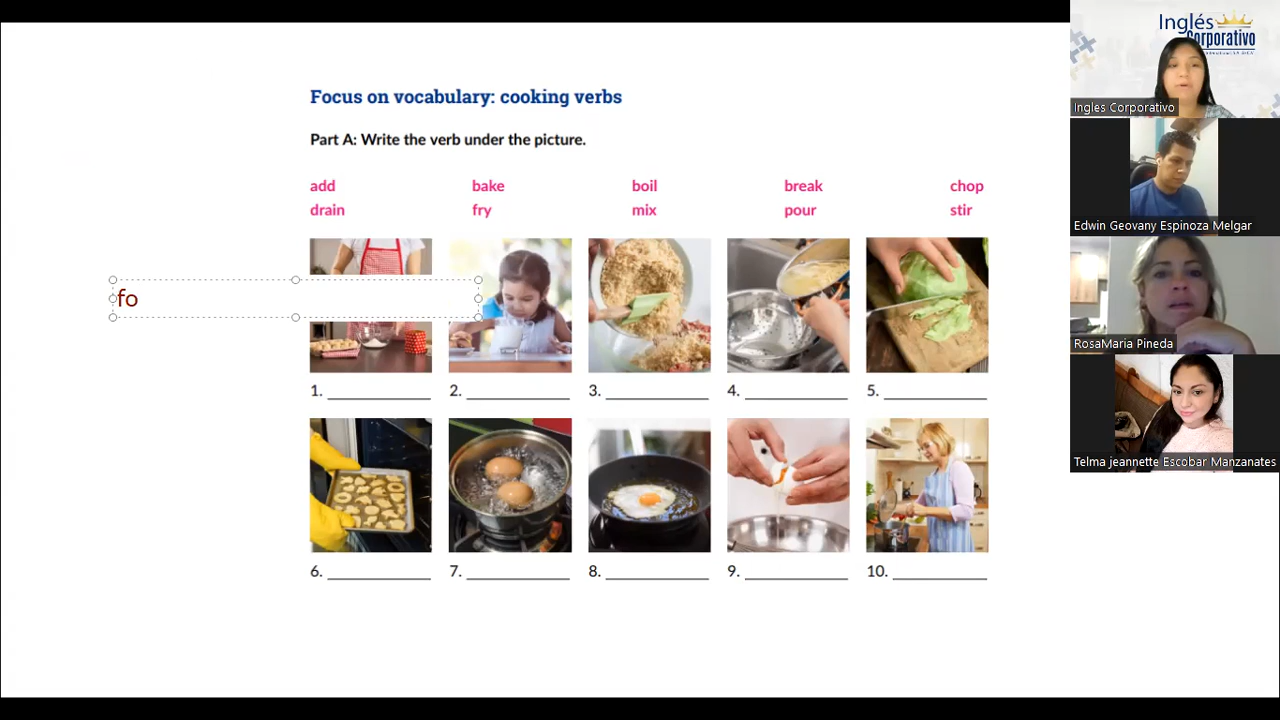 Focus on vocabulary: cooking verbs
Part A: Write the verb under the picture.
add bake boil break chop
drain fry mix pour stir
fo
1. 2. 3. 4. 5.
6. 7. 8. 9. 10.
Inglés
Corporativo
Ingles Corporativo
Edwin Geovany Espinoza Melgar
RosaMaria Pineda
Telma jeannette Escobar Manzanates